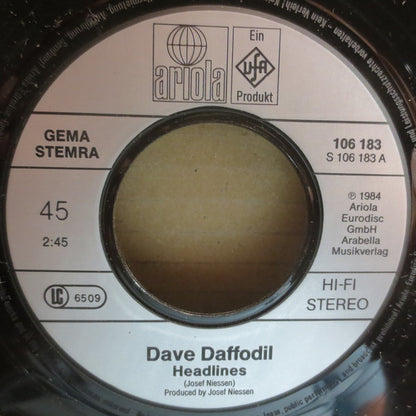 ariola
Ein
UFA
Produkt
GEMA
STEMRA
106 183
S 106 183 A
45
2:45
℗ 1984
Ariola
Eurodisc
GmbH
Arabella
Musikverlag
LC 6509
HI-FI
STEREO
Dave Daffodil
Headlines
(Josef Niessen)
Produced by Josef Niessen